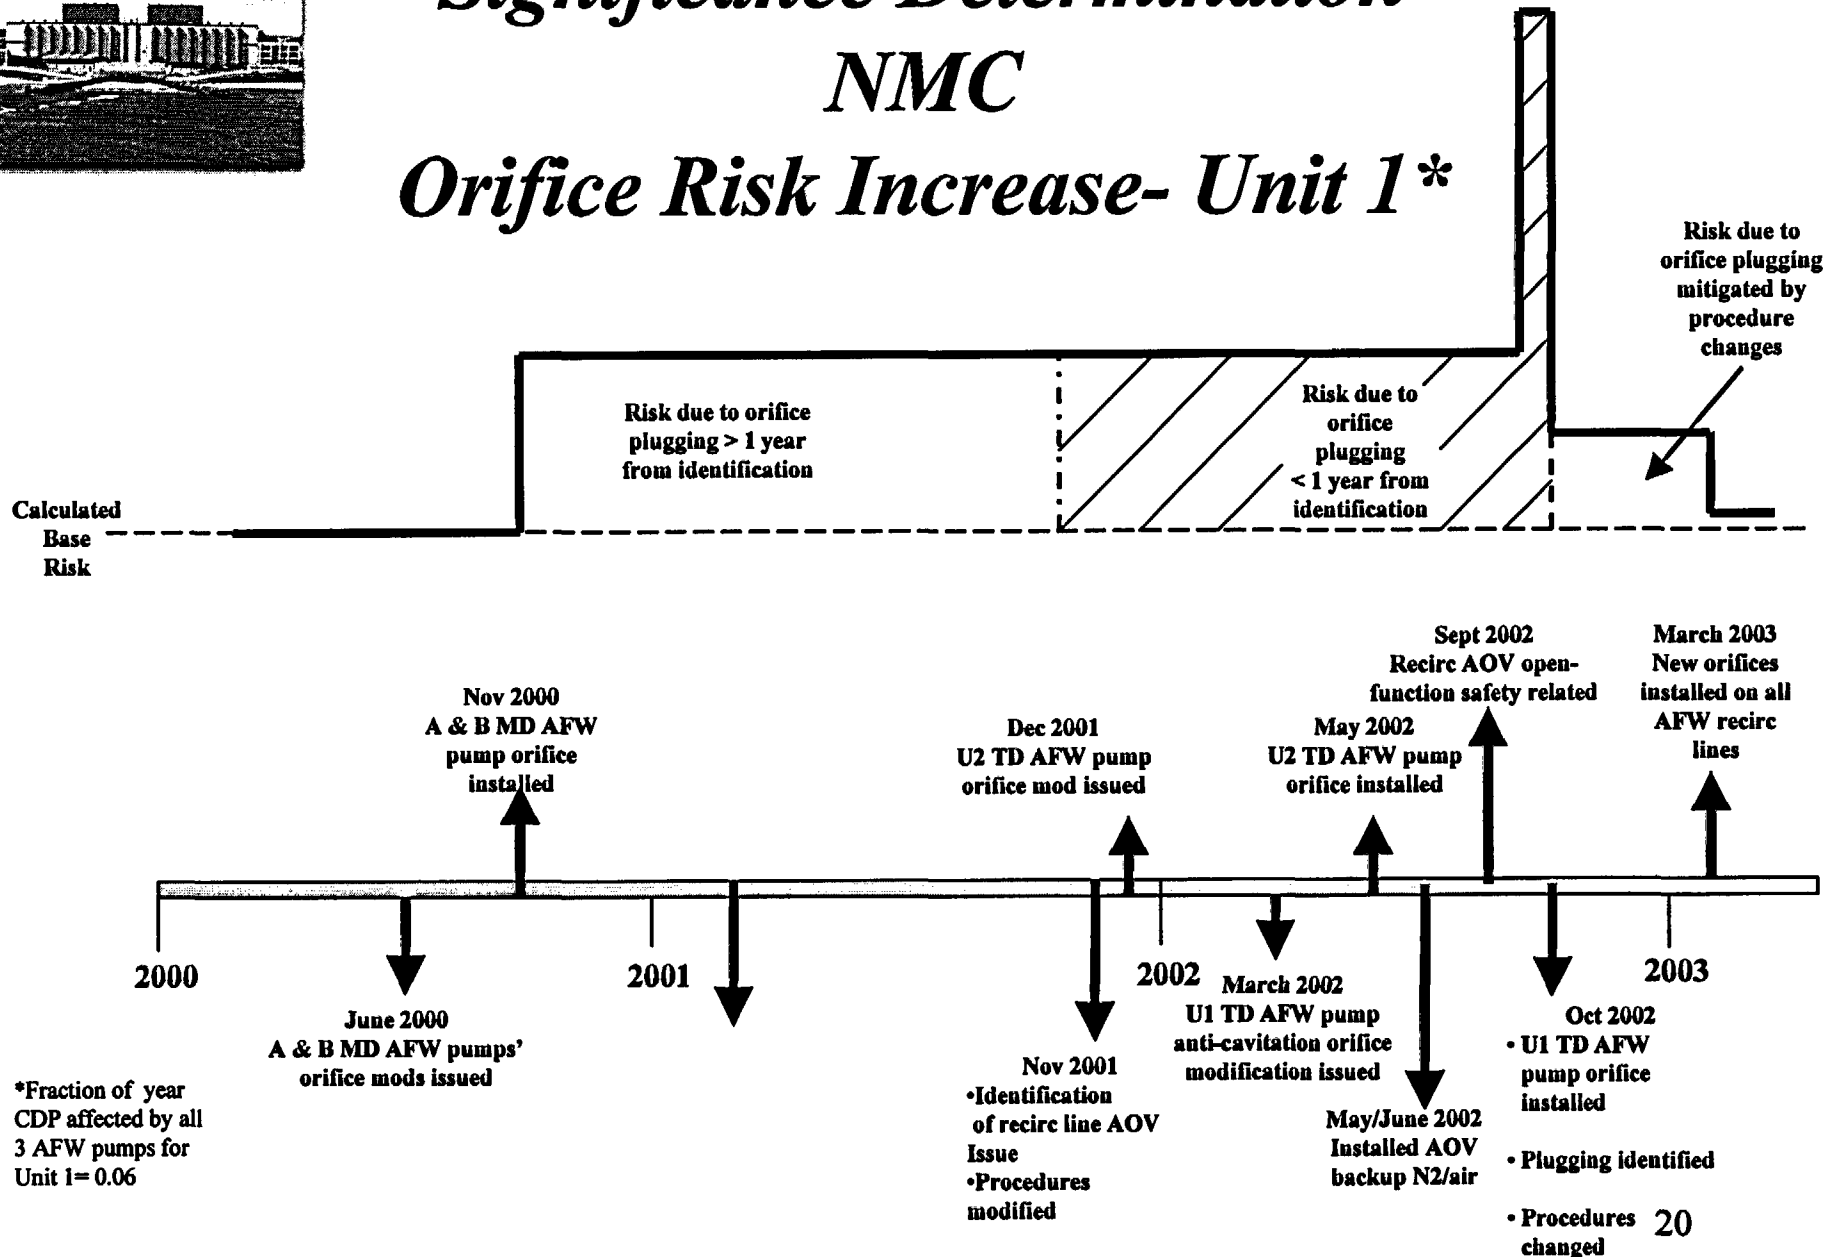 Significance Determination
NMC
Orifice Risk Increase- Unit 1*
Risk due to
orifice plugging
mitigated by
procedure
changes
Risk due to orifice
plugging > 1 year
from identification
Risk due to
orifice
plugging
< 1 year from
identification
Calculated
Base
Risk
Sept 2002
Recirc AOV open-
function safety related
March 2003
New orifices
installed on all
AFW recirc
lines
Nov 2000
A & B MD AFW
pump orifice
installed
Dec 2001
U2 TD AFW pump
orifice mod issued
May 2002
U2 TD AFW pump
orifice installed
2000
2001
2002
2003
June 2000
A & B MD AFW pumps'
orifice mods issued
Nov 2001
•Identification
of recirc line AOV
Issue
•Procedures
modified
March 2002
U1 TD AFW pump
anti-cavitation orifice
modification issued
May/June 2002
Installed AOV
backup N2/air
Oct 2002
• U1 TD AFW
pump orifice
installed
• Plugging identified
• Procedures
changed
*Fraction of year
CDP affected by all
3 AFW pumps for
Unit 1= 0.06
20